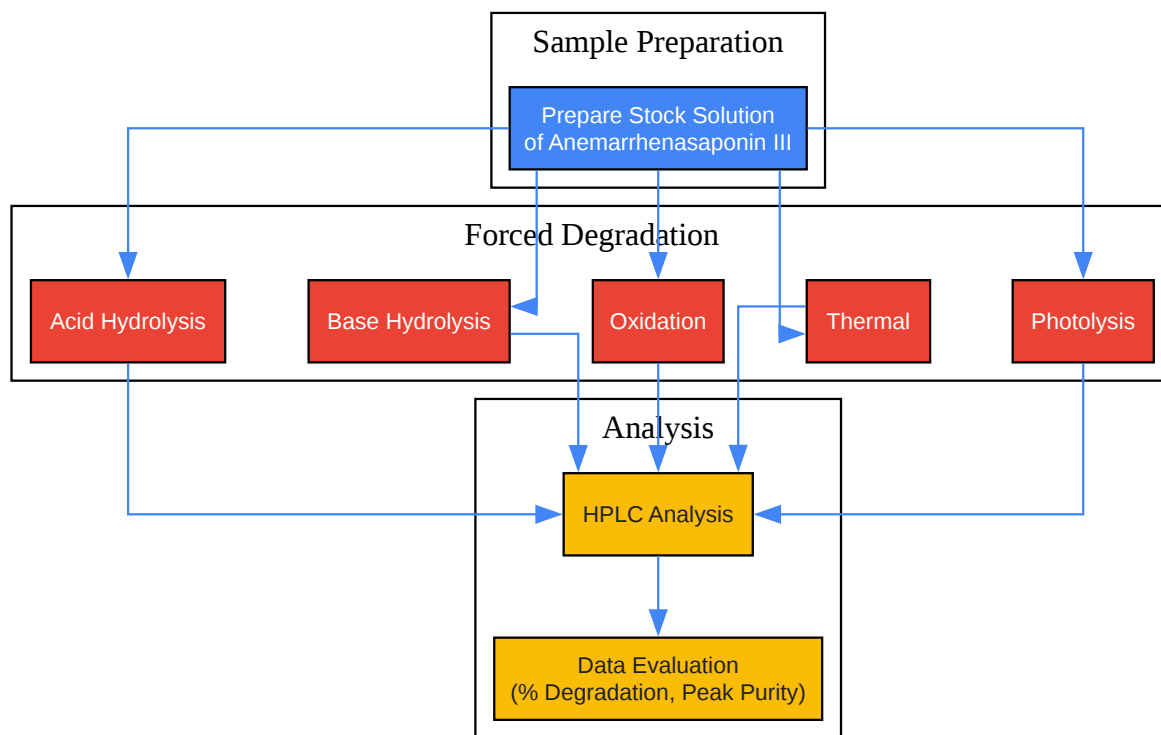 Sample Preparation
Prepare Stock Solution
of Anemarrhenasaponin III
Forced Degradation
Acid Hydrolysis
Base Hydrolysis
Oxidation
Thermal
Photolysis
Analysis
HPLC Analysis
Data Evaluation
(% Degradation, Peak Purity)